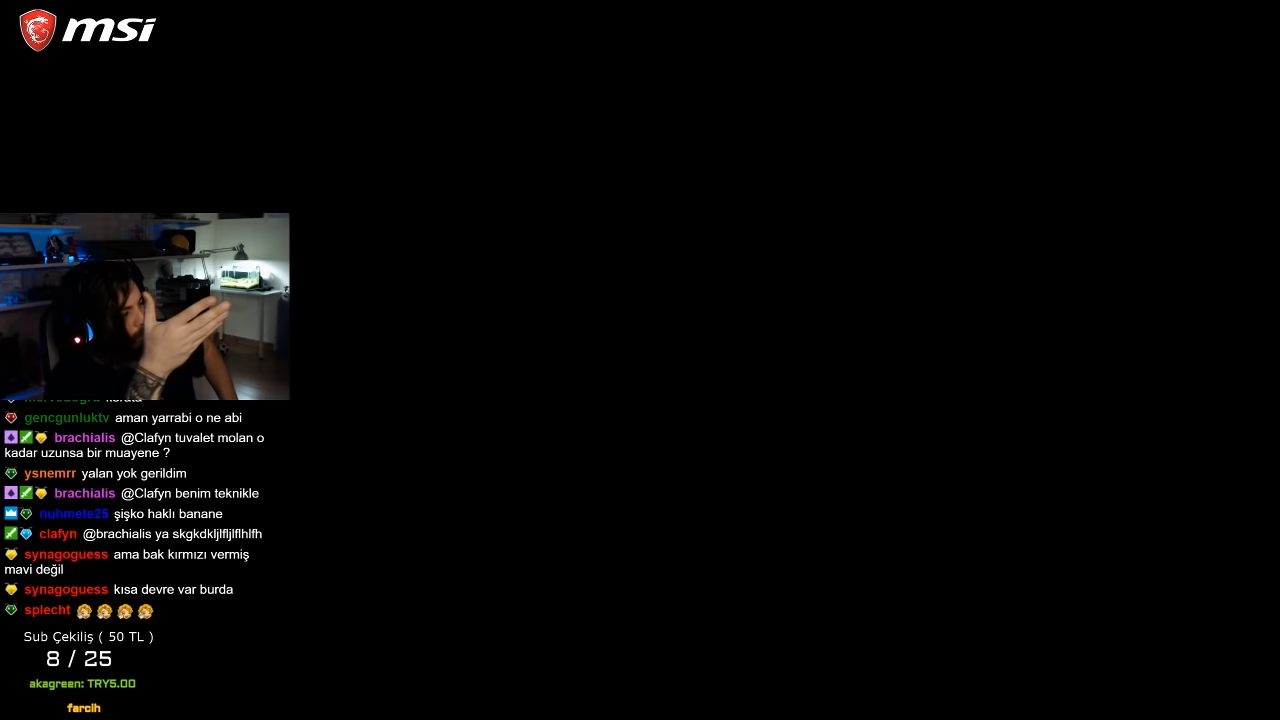 msi
gencgunluktv aman yarrabi o ne abi
brachialis @Clafyn tuvalet molan o
kadar uzunsa bir muayene ?
ysnemrr yalan yok gerildim
brachialis @Clafyn benim teknikle
nuhmete25 şişko haklı banane
clafyn @brachialis ya skgkdkljlfljlflhlfh
synagoguess ama bak kırmızı vermiş
mavi değil
synagoguess kısa devre var burda
splecht
Sub Çekiliş ( 50 TL )
8 / 25
akagreen: TRY5.00
farcih